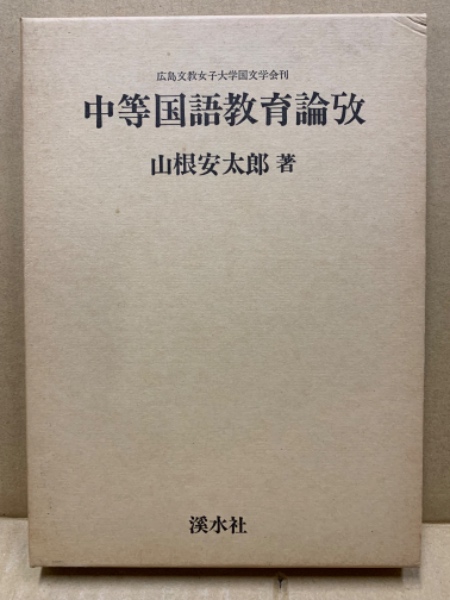 広島文教女子大学国文学会刊
中等国語教育論攷
山根安太郎 著
溪水社